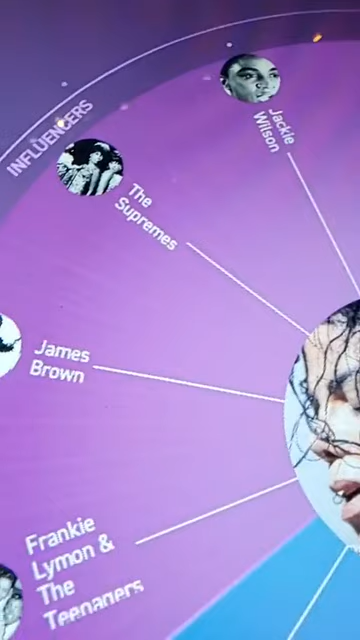 INFLUENCERS
Jackie
Wilson
The
Supremes
James
Brown
Frankie
Lymon &
The
Teenagers